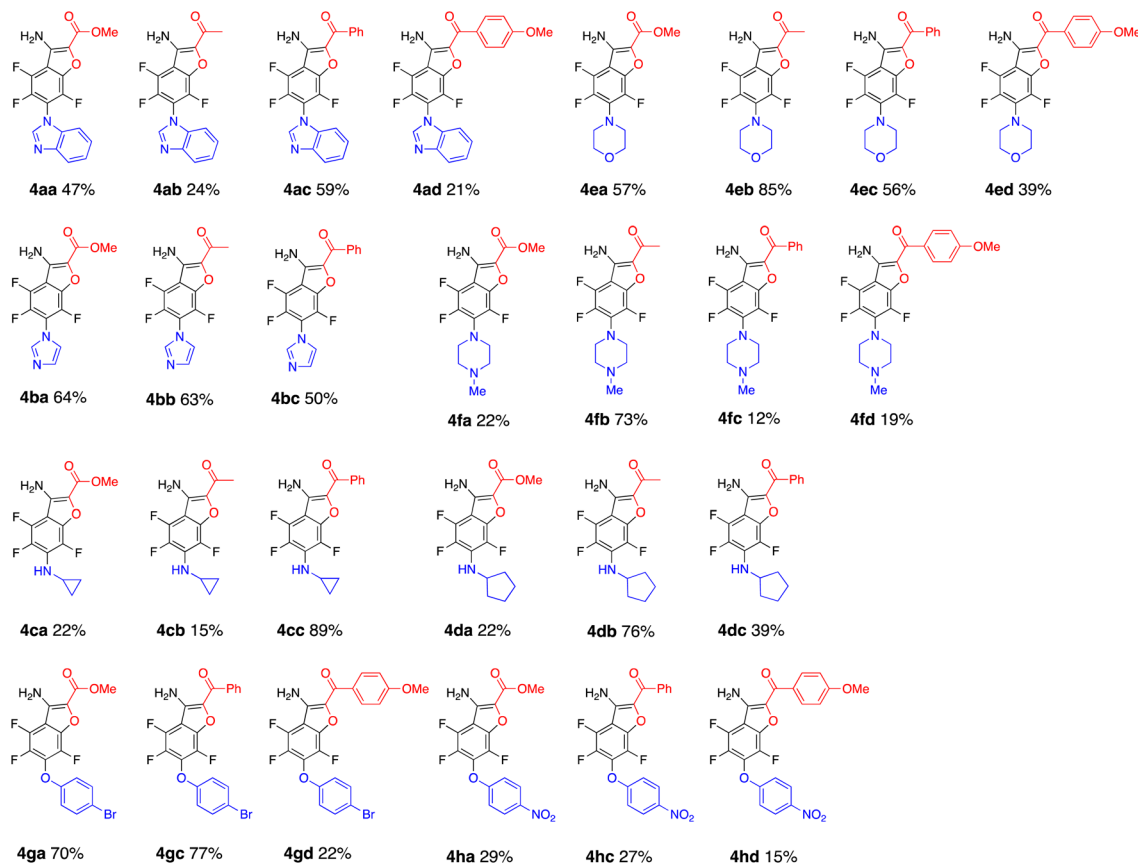 O O O O O O O O
H₂N OMe H₂N H₂N Ph H₂N OMe H₂N OMe H₂N H₂N Ph H₂N OMe
F O F O F O F O F O F O F O F O
F F F F F F F F F F F F F F F F
N N N N N N N N
N N N N O O O O
4aa 47% 4ab 24% 4ac 59% 4ad 21% 4ea 57% 4eb 85% 4ec 56% 4ed 39%
O O O O O O O
H₂N OMe H₂N H₂N Ph H₂N OMe H₂N H₂N Ph H₂N OMe
F O F O F O F O F O F O F O
F F F F F F F F F F F F F F
N N N N N N N
N N N N N N N
Me Me Me Me
4ba 64% 4bb 63% 4bc 50% 4fa 22% 4fb 73% 4fc 12% 4fd 19%
O O O O O O
H₂N OMe H₂N H₂N Ph H₂N OMe H₂N H₂N Ph
F O F O F O F O F O F O
F F F F F F F F F F F F
HN HN HN HN HN HN
4ca 22% 4cb 15% 4cc 89% 4da 22% 4db 76% 4dc 39%
O O O O O O
H₂N OMe H₂N Ph H₂N OMe H₂N OMe H₂N Ph H₂N OMe
F O F O F O F O F O F O
F F F F F F F F F F F F
O O O O O O
Br Br Br NO₂ NO₂ NO₂
4ga 70% 4gc 77% 4gd 22% 4ha 29% 4hc 27% 4hd 15%